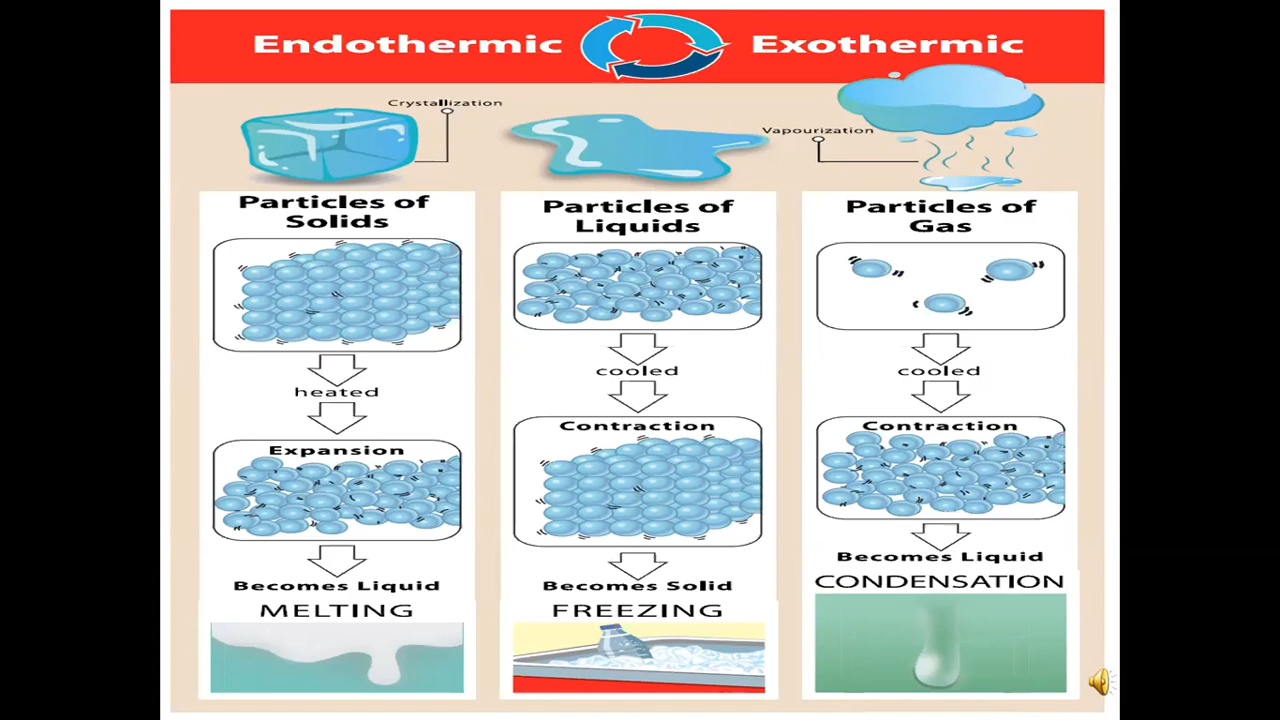 Endothermic Exothermic
Crystallization
Vapourization
Particles of
Solids
heated
Expansion
Becomes Liquid
MELTING
Particles of
Liquids
cooled
Contraction
Becomes Solid
FREEZING
Particles of
Gas
cooled
Contraction
Becomes Liquid
CONDENSATION